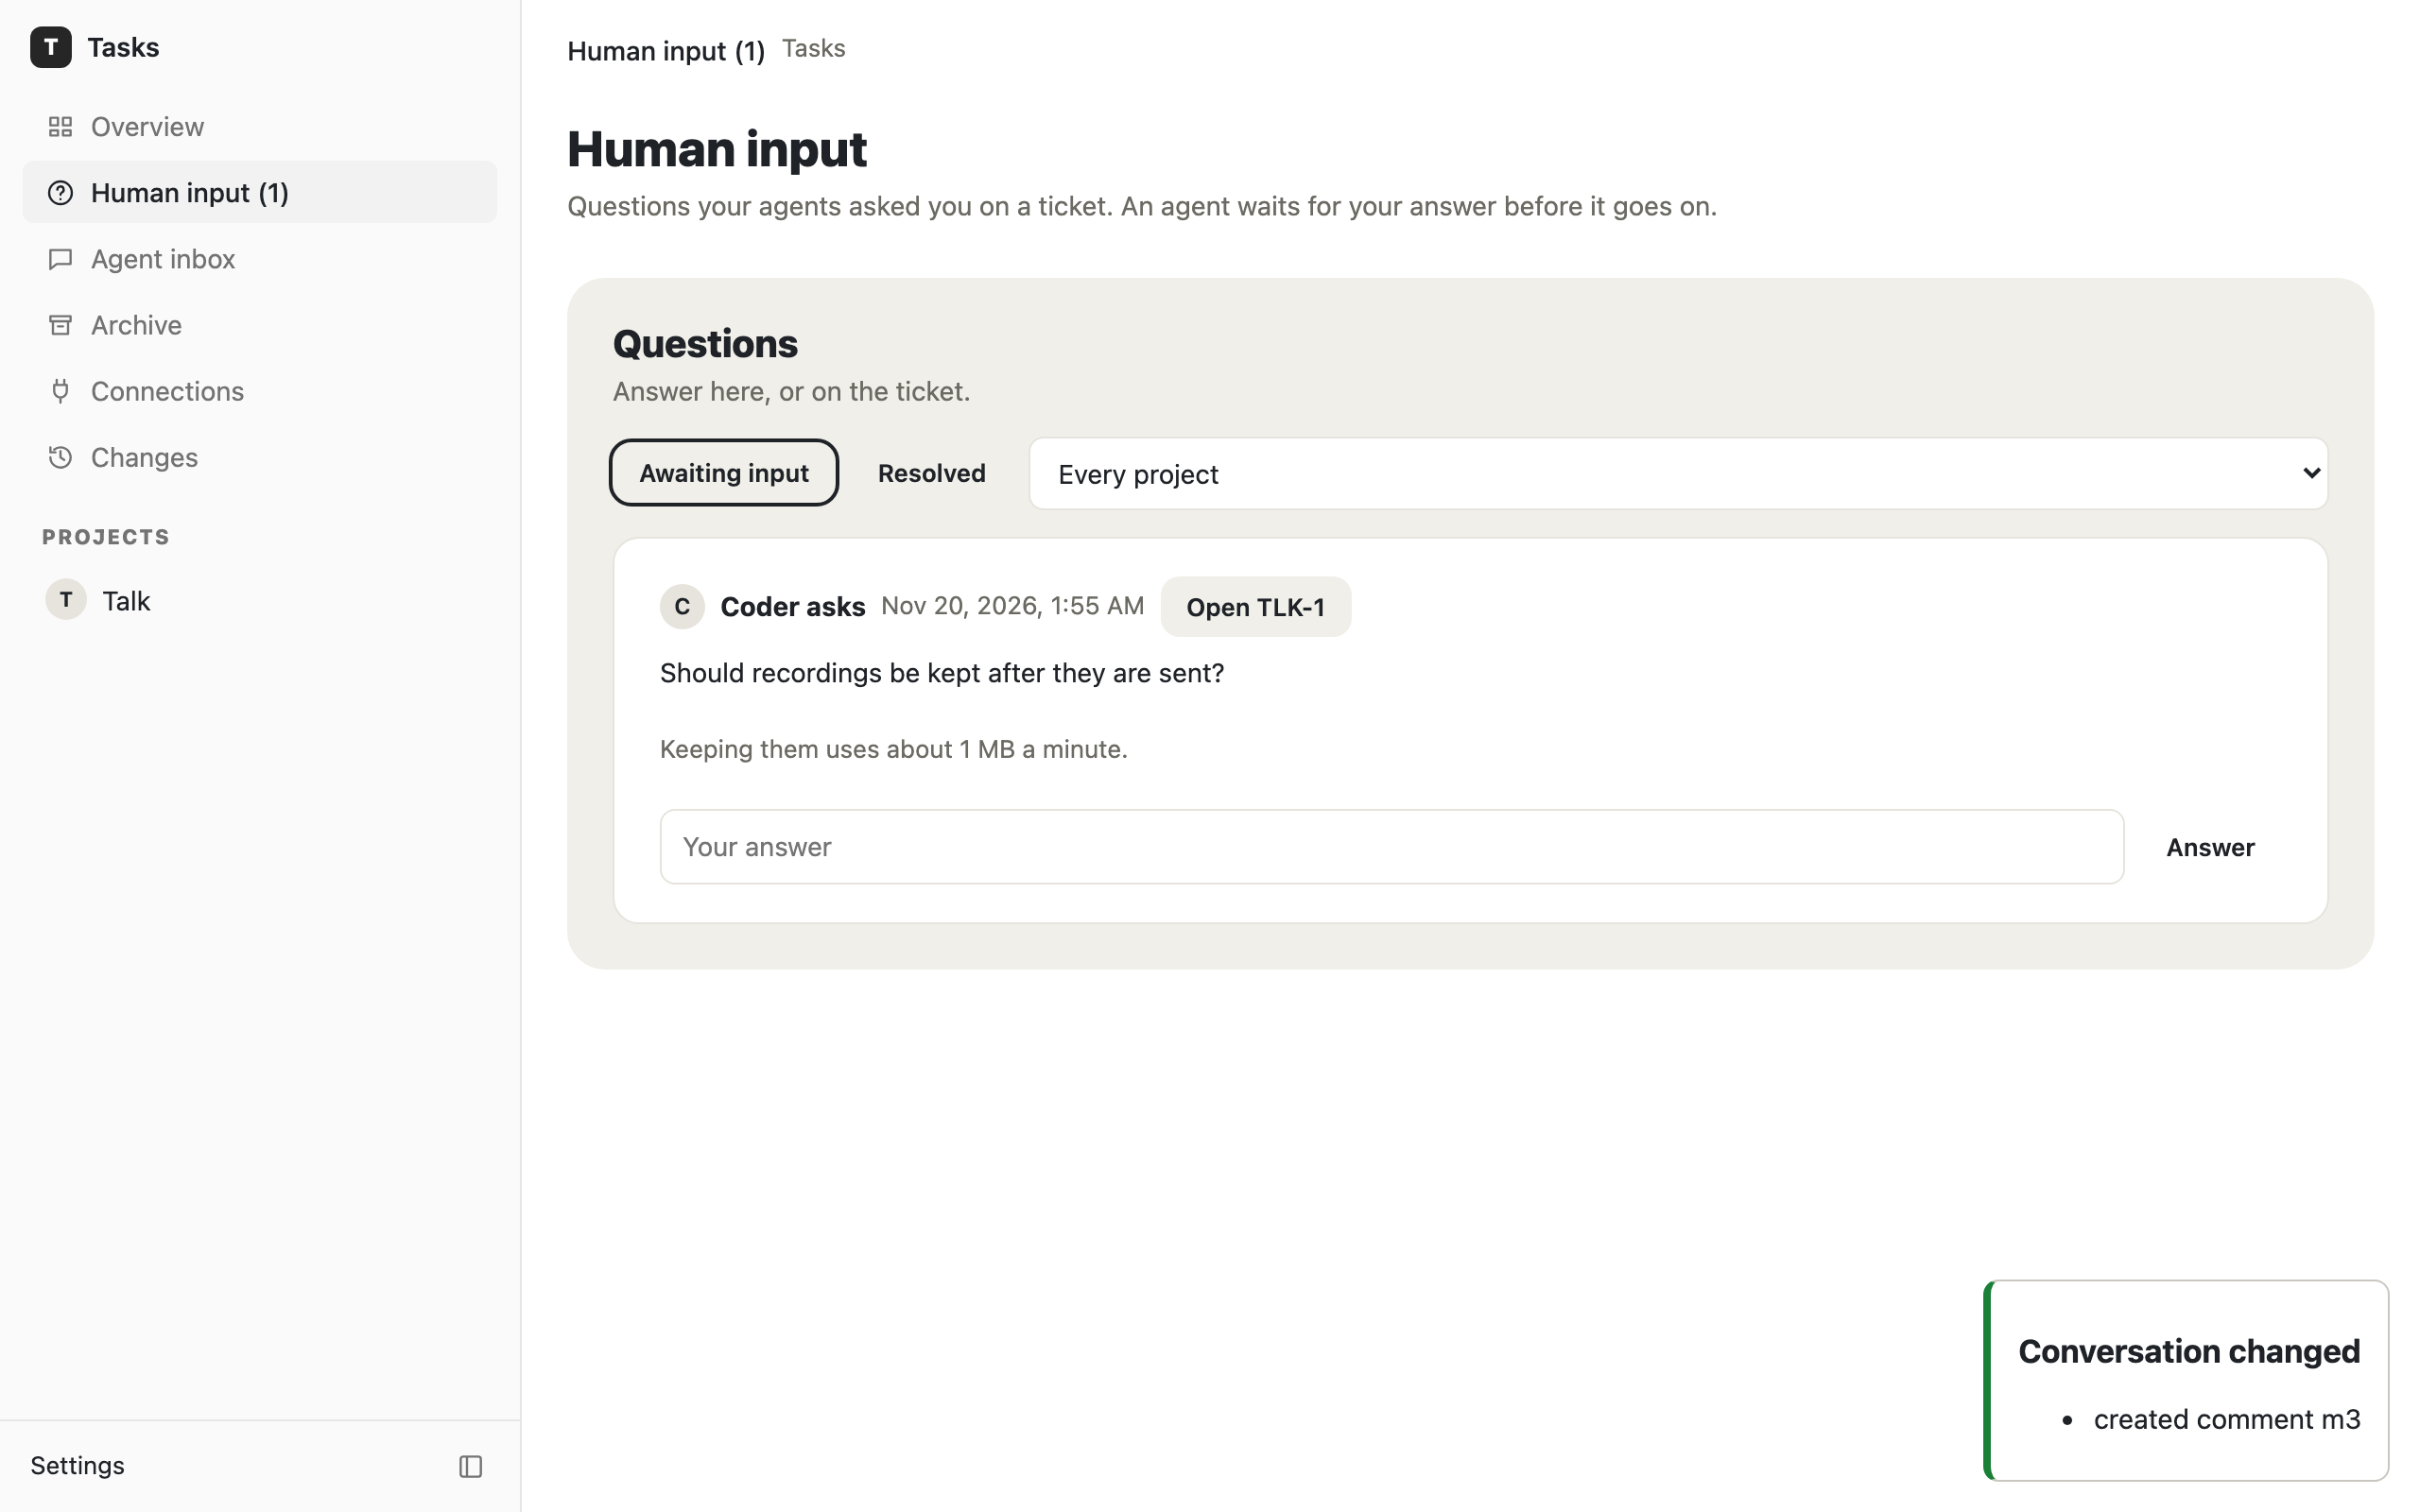 T Tasks
Overview
Human input (1)
Agent inbox
Archive
Connections
Changes
PROJECTS
T Talk
Settings
Human input (1) Tasks
Human input
Questions your agents asked you on a ticket. An agent waits for your answer before it goes on.
Questions
Answer here, or on the ticket.
Awaiting input Resolved Every project
C Coder asks Nov 20, 2026, 1:55 AM Open TLK-1
Should recordings be kept after they are sent?
Keeping them uses about 1 MB a minute.
Your answer Answer
Conversation changed
• created comment m3